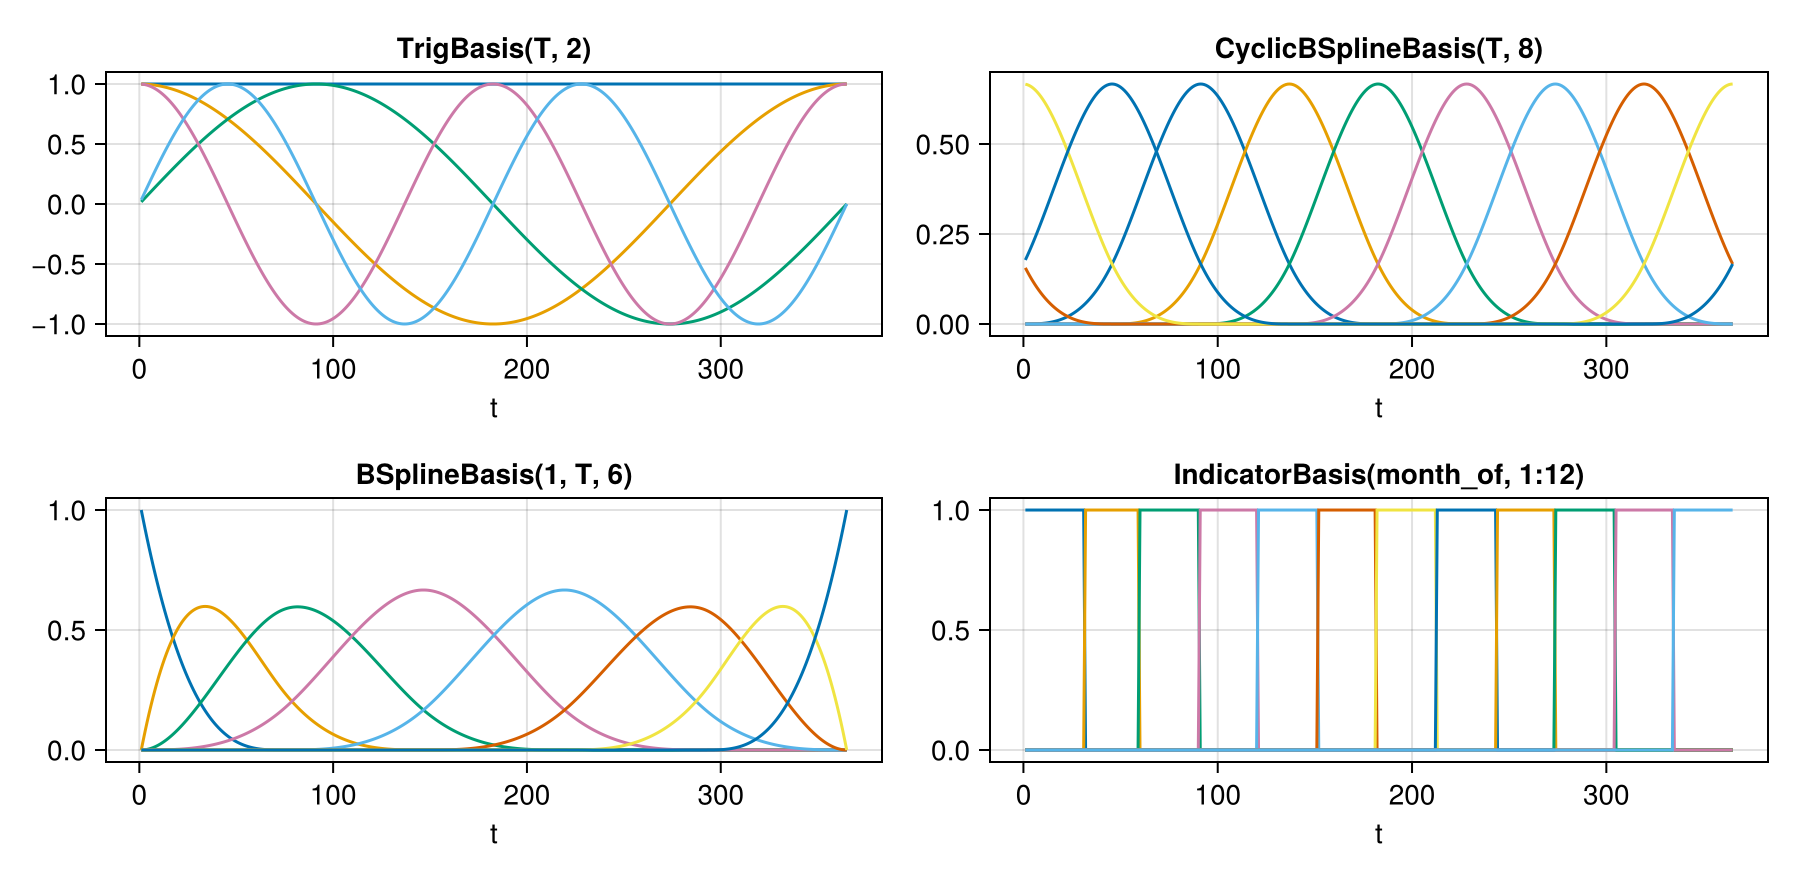 TrigBasis(T, 2)
1.0
0.5
0.0
−0.5
−1.0
0 100 200 300
t
CyclicBSplineBasis(T, 8)
0.50
0.25
0.00
0 100 200 300
t
BSplineBasis(1, T, 6)
1.0
0.5
0.0
0 100 200 300
t
IndicatorBasis(month_of, 1:12)
1.0
0.5
0.0
0 100 200 300
t